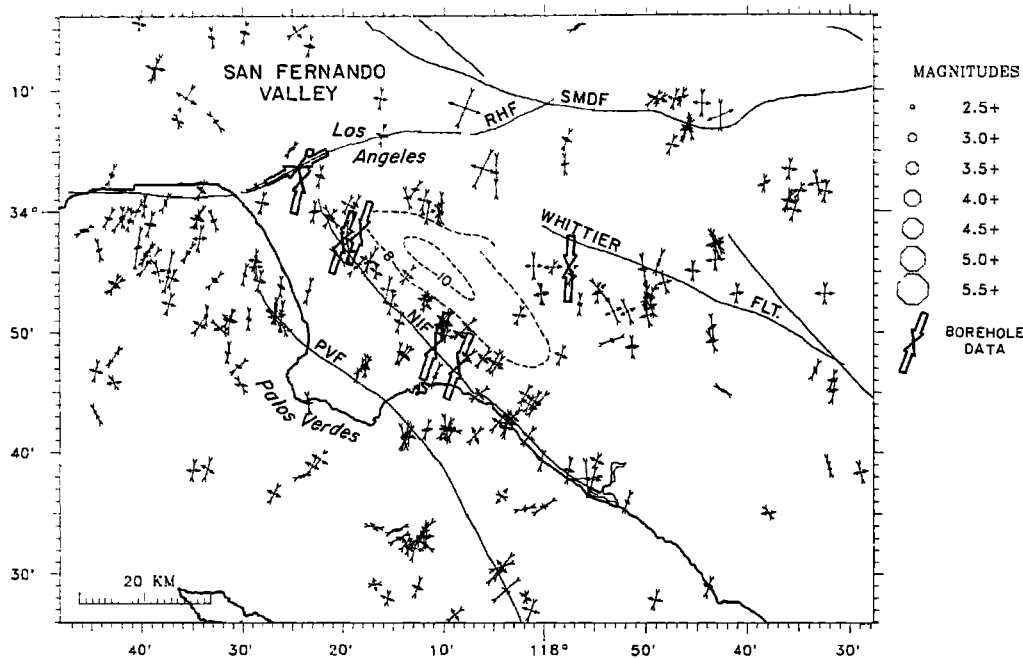 SAN FERNANDO
VALLEY
SMDF
RHF
Los
Angeles
WHITTIER
FLT.
8
10
NIF
PVF
Palos Verdes
20 KM
10'
34°
50'
40'
30'
40'
30'
20'
10'
118°
50'
40'
30'
MAGNITUDES
2.5+
3.0+
3.5+
4.0+
4.5+
5.0+
5.5+
BOREHOLE
DATA